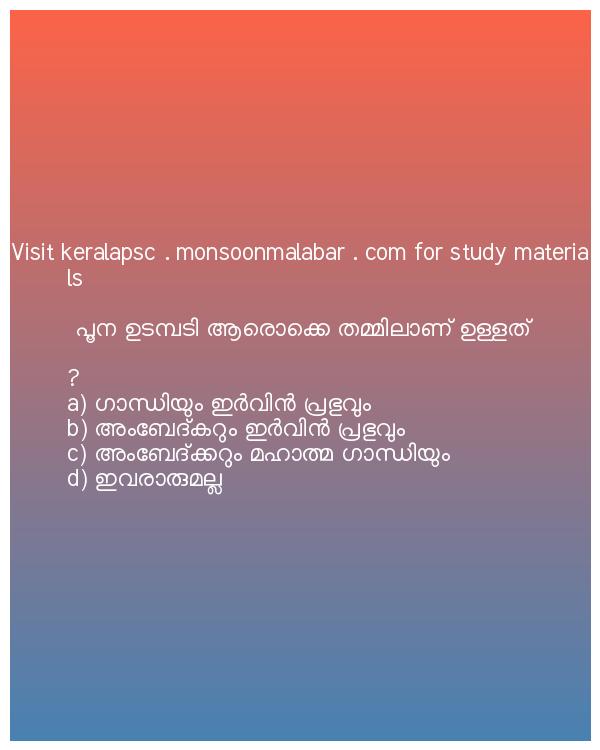 Visit keralapsc . monsoonmalabar . com for study materia
ls
പൂന ഉടമ്പടി ആരൊക്കെ തമ്മിലാണ് ഉള്ളത്
?
a) ഗാന്ധിയും ഇർവിൻ പ്രഭുവും
b) അംബേദ്കറും ഇർവിൻ പ്രഭുവും
c) അംബേദ്ക്കറും മഹാത്മ ഗാന്ധിയും
d) ഇവരാരുമല്ല